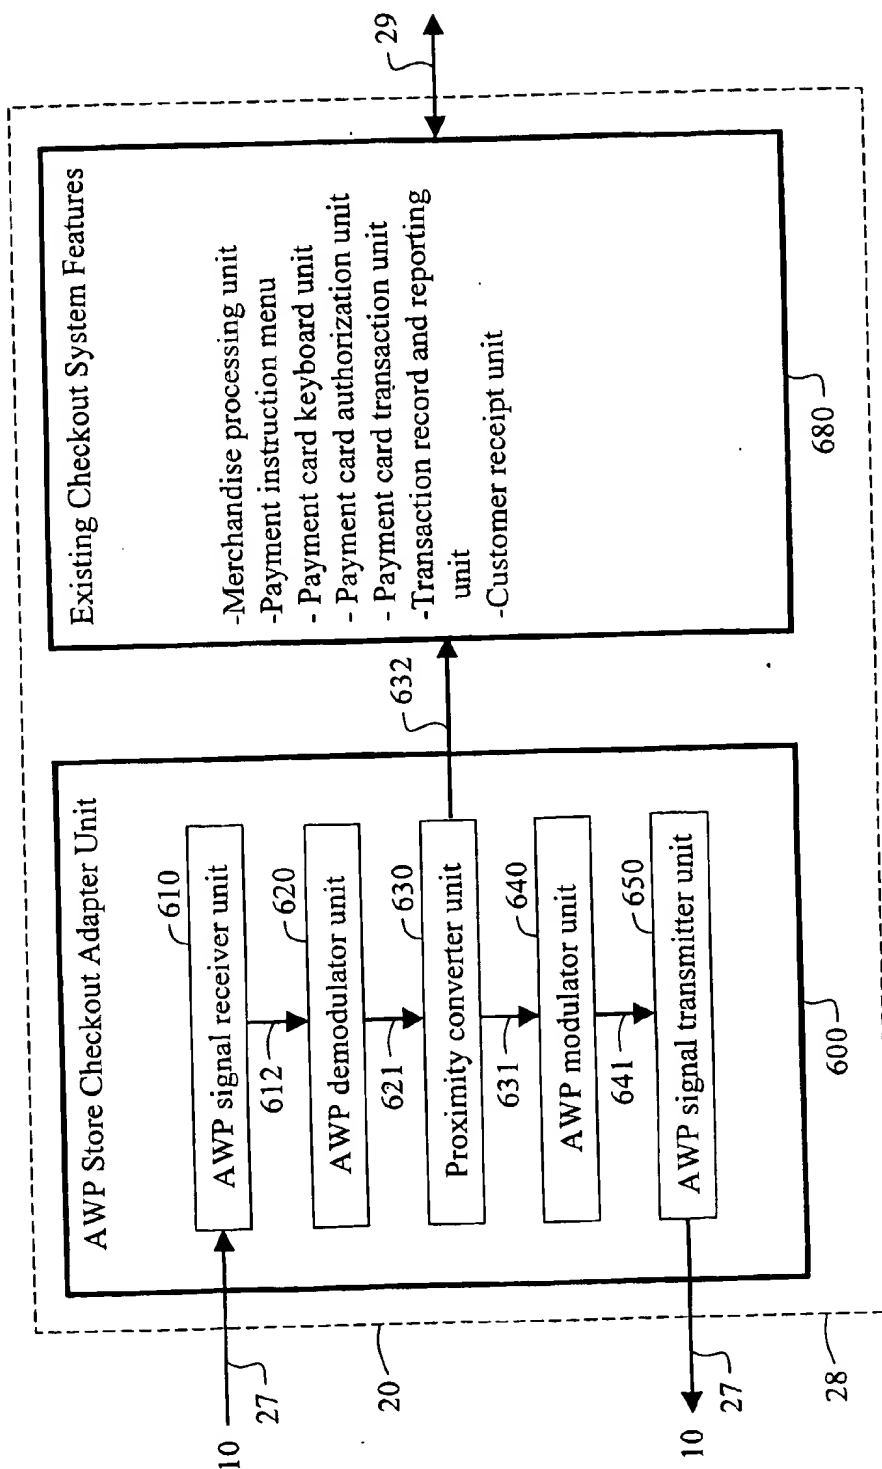 AWP Store Checkout Adapter Unit
610
AWP signal receiver unit
10
27
612
620
AWP demodulator unit
621
630
Proximity converter unit
632
631
640
AWP modulator unit
641
650
AWP signal transmitter unit
10
27
600
20
28
Existing Checkout System Features
-Merchandise processing unit
-Payment instruction menu
- Payment card keyboard unit
- Payment card authorization unit
- Payment card transaction unit
-Transaction record and reporting
unit
-Customer receipt unit
680
29